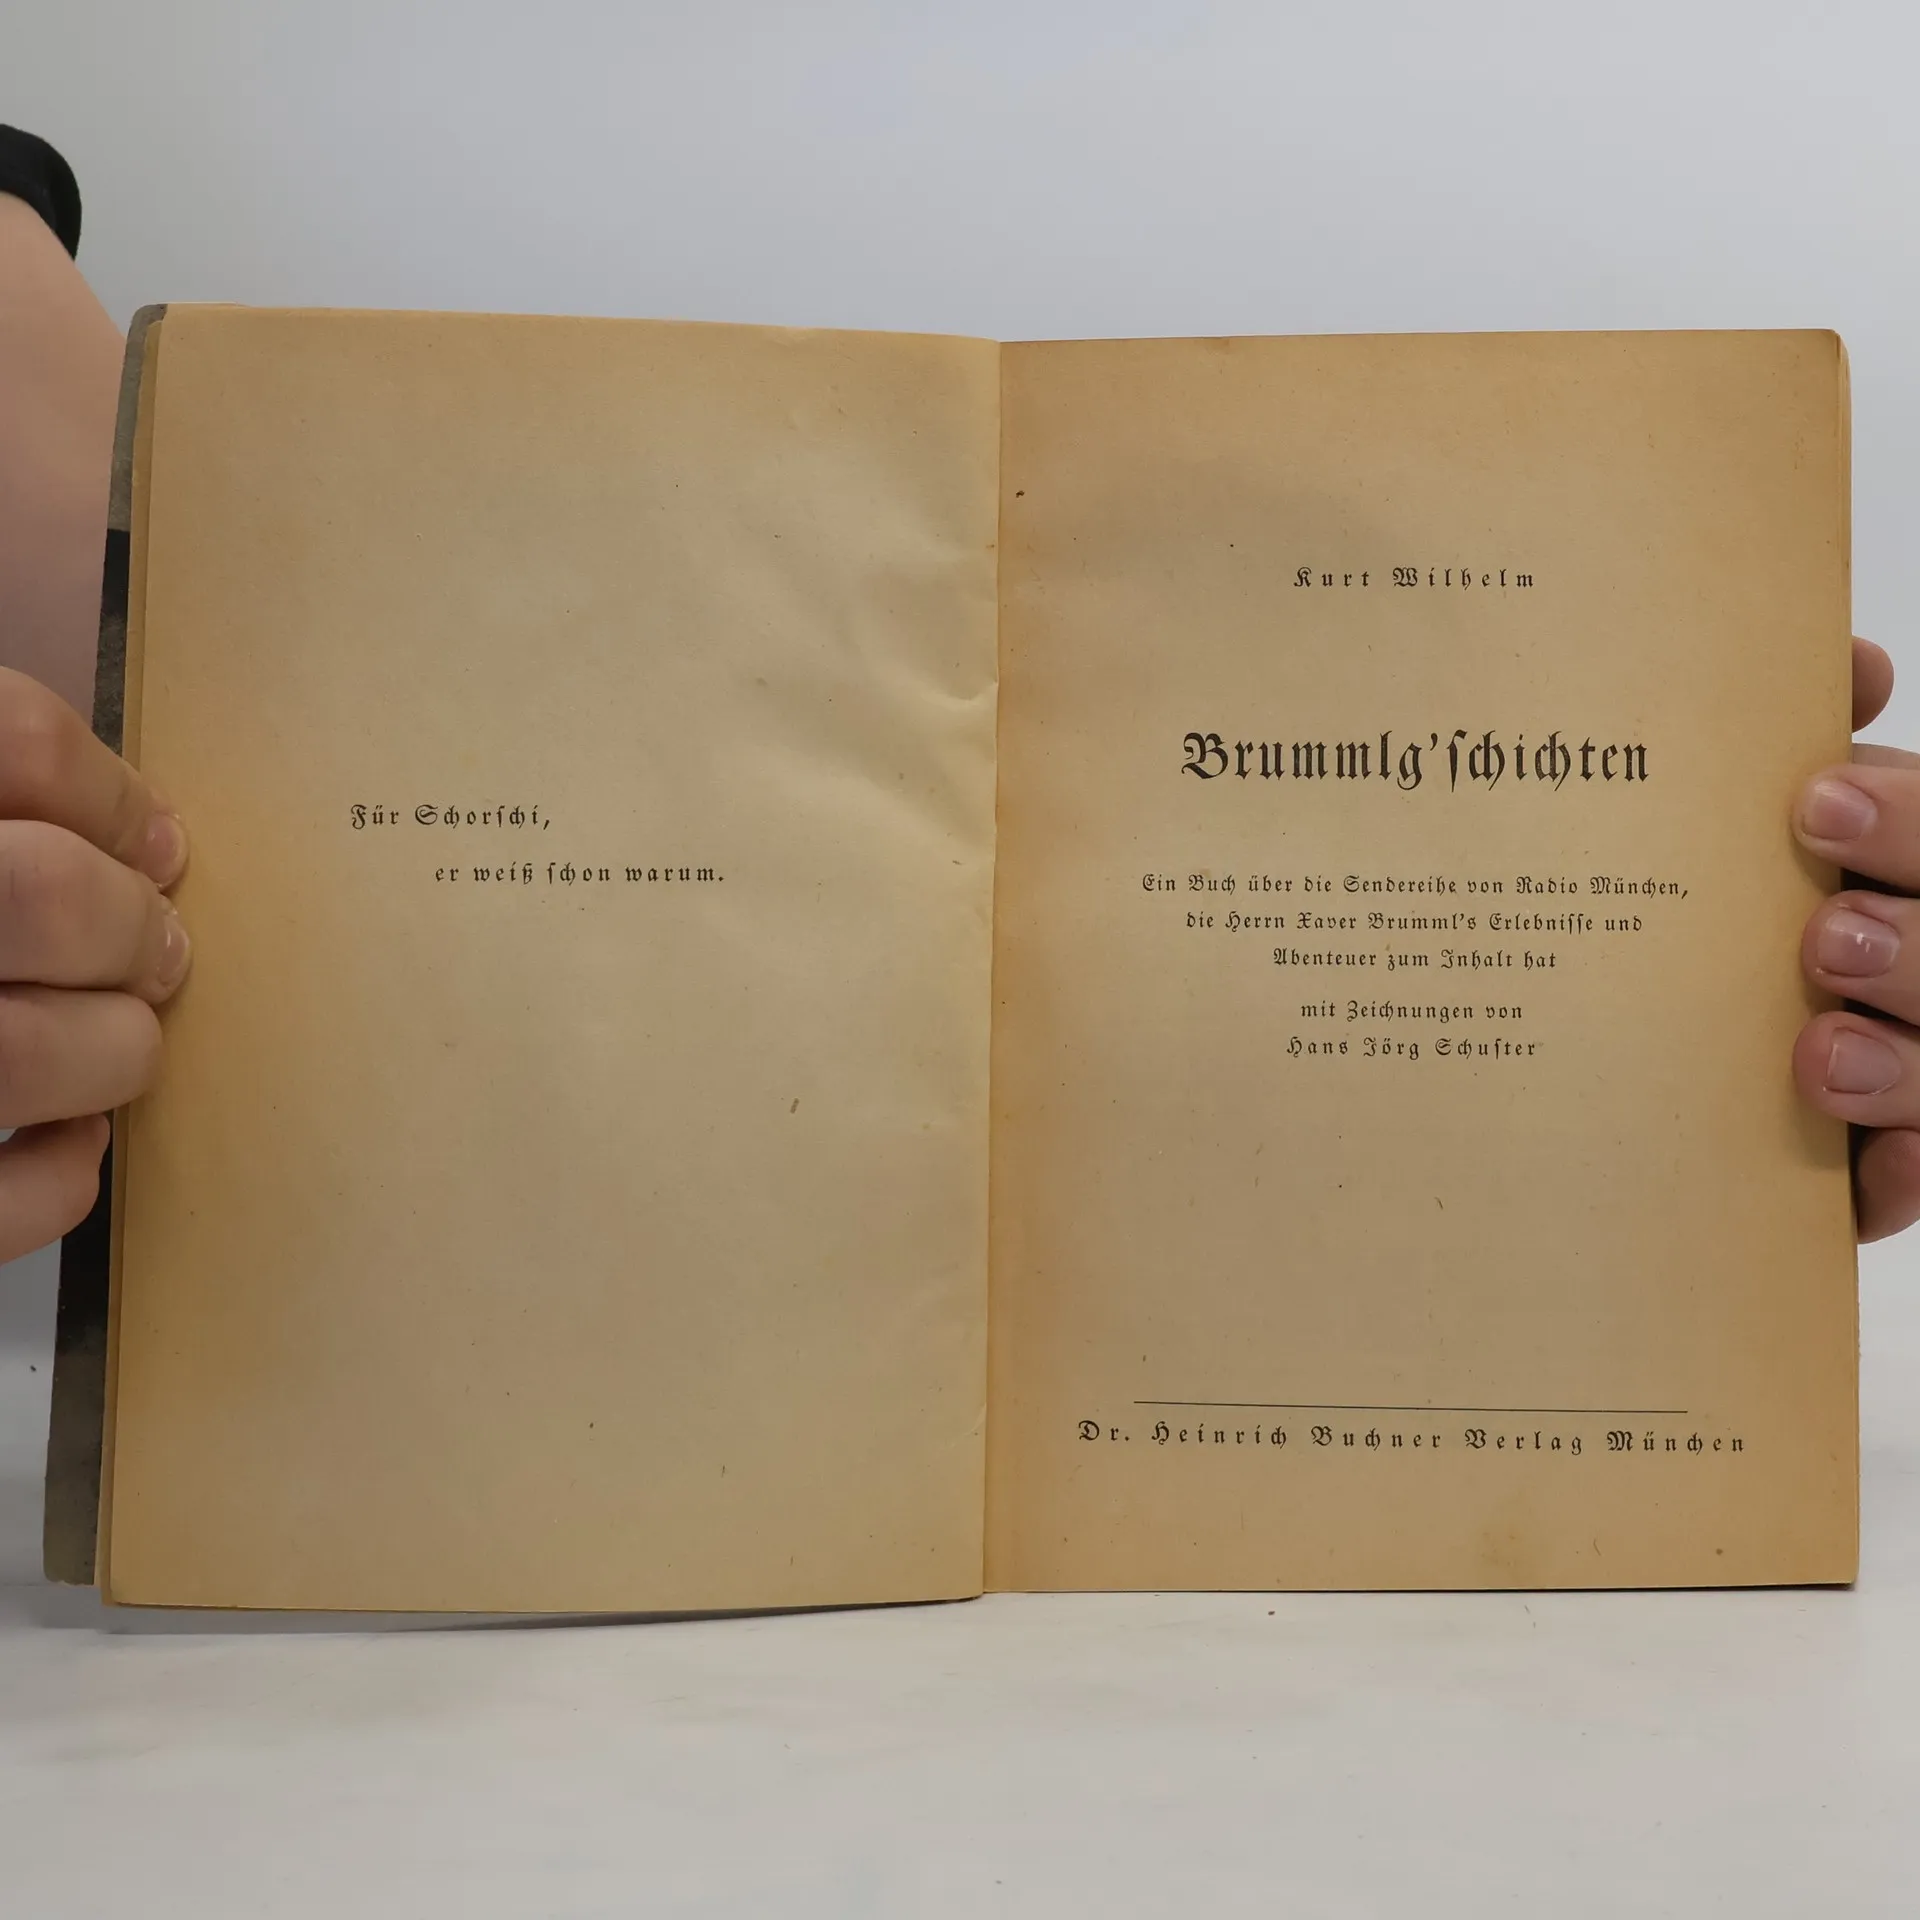 Für Schorſchi,
er weiß ſchon warum.
Kurt Wilhelm
Brummlg’ſchichten
Ein Buch über die Sendereihe von Radio München,
die Herrn Xaver Brumml’s Erlebniſſe und
Abenteuer zum Inhalt hat
mit Zeichnungen von
Hans Jörg Schuſter
Dr. Heinrich Buchner Verlag München